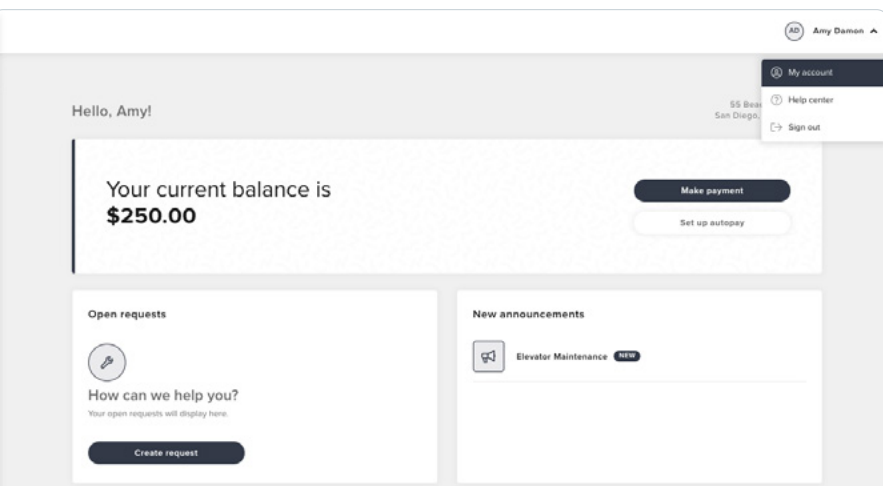 AD Amy Damon
My account
Help center
Sign out
Hello, Amy!
55
San Diego,
Your current balance is
$250.00
Make payment
Set up autopay
Open requests
How can we help you?
Your open requests will display here.
Create request
New announcements
Elevator Maintenance NEW